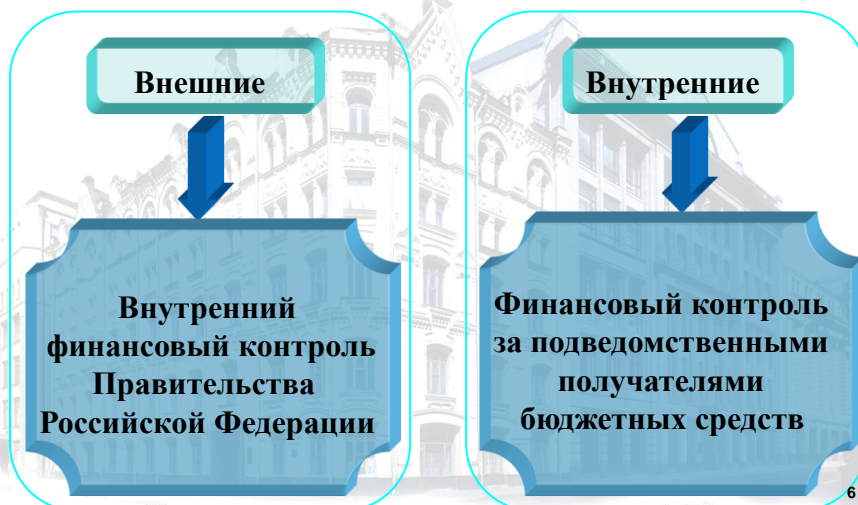 Внешние
Внутренний
финансовый контроль
Правительства
Российской Федерации
Внутренние
Финансовый контроль
за подведомственными
получателями
бюджетных средств
6